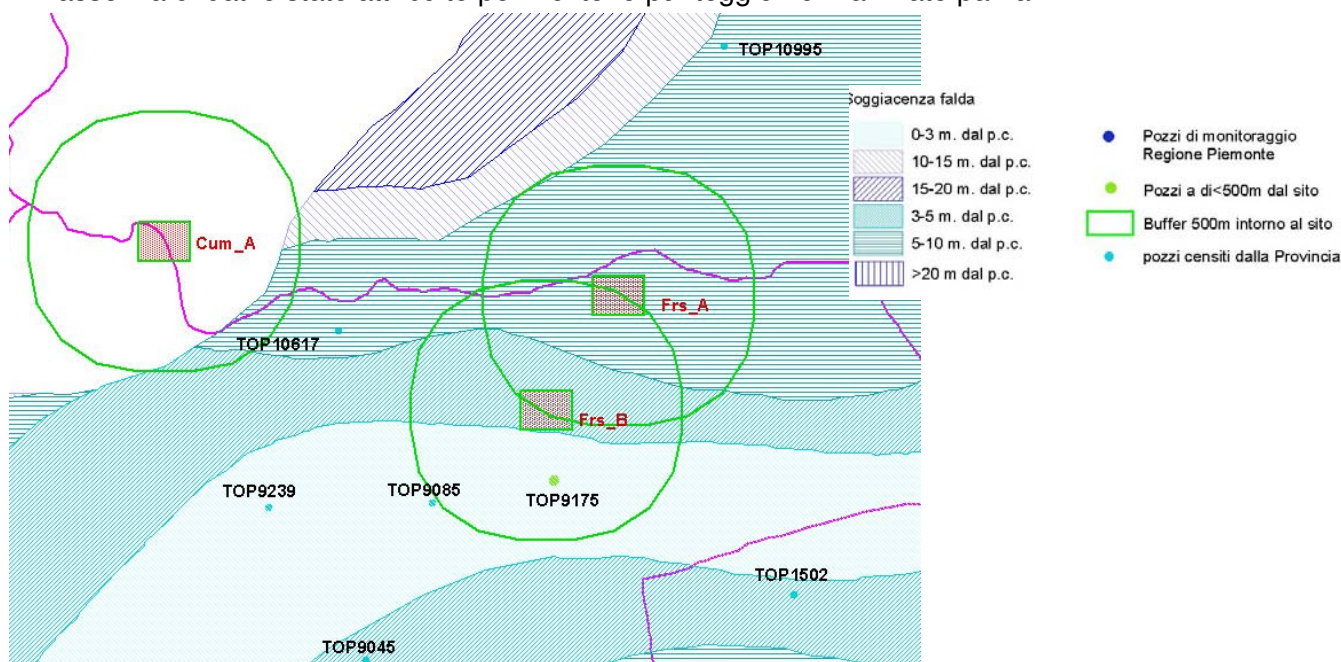 TOP10995
Soggiacenza falda
0-3 m. dal p.c.
10-15 m. dal p.c.
15-20 m. dal p.c.
3-5 m. dal p.c.
5-10 m. dal p.c.
>20 m dal p.c.
Pozzi di monitoraggio
Regione Piemonte
Pozzi a di<500m dal sito
Buffer 500m intorno al sito
pozzi censiti dalla Provincia
Cum_A
Frs_A
TOP10617
Frs_B
TOP9239
TOP9085
TOP9175
TOP1502
TOP9045